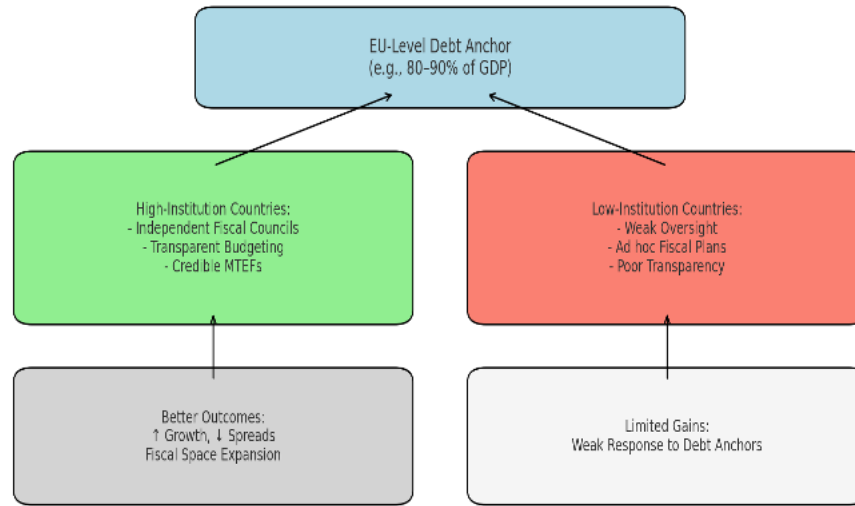 EU-Level Debt Anchor
(e.g., 80–90% of GDP)
High-Institution Countries:
- Independent Fiscal Councils
- Transparent Budgeting
- Credible MTEFs
Low-Institution Countries:
- Weak Oversight
- Ad hoc Fiscal Plans
- Poor Transparency
Better Outcomes:
↑ Growth, ↓ Spreads
Fiscal Space Expansion
Limited Gains:
Weak Response to Debt Anchors